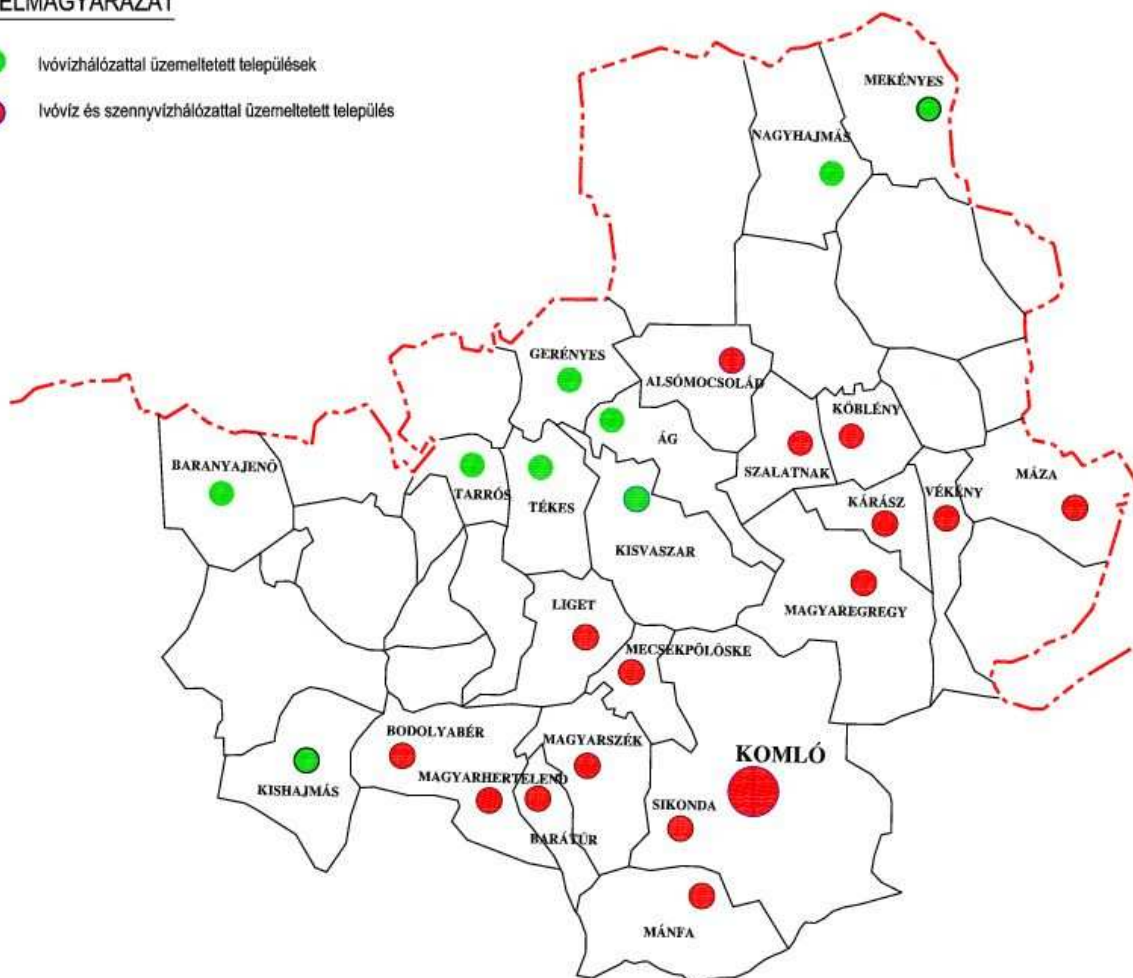 ELMAGYARÁZAT
Ivóvízhálózattal üzemeltetett települések
Ivóvíz és szennyvízhálózattal üzemeltetett település
MEKÉNYES
NAGYHAJMÁS
GERÉNYES
ALSÓMOCSOLÁD
KÖBLÉNY
ÁG
BARANYAJENŐ
TARRÓS
TÉKES
SZALATNAK
MÁZA
VÉKÉNY
KÁRÁSZ
KISVASZAR
LIGET
MAGYAREGREGY
MECSEKPÖLÖSKE
BODOLYABÉR
MAGYARSZÉK
KOMLÓ
MAGYARHERTELEND
KISHAJMÁS
SIKONDA
BARÁTÚR
MÁNFA